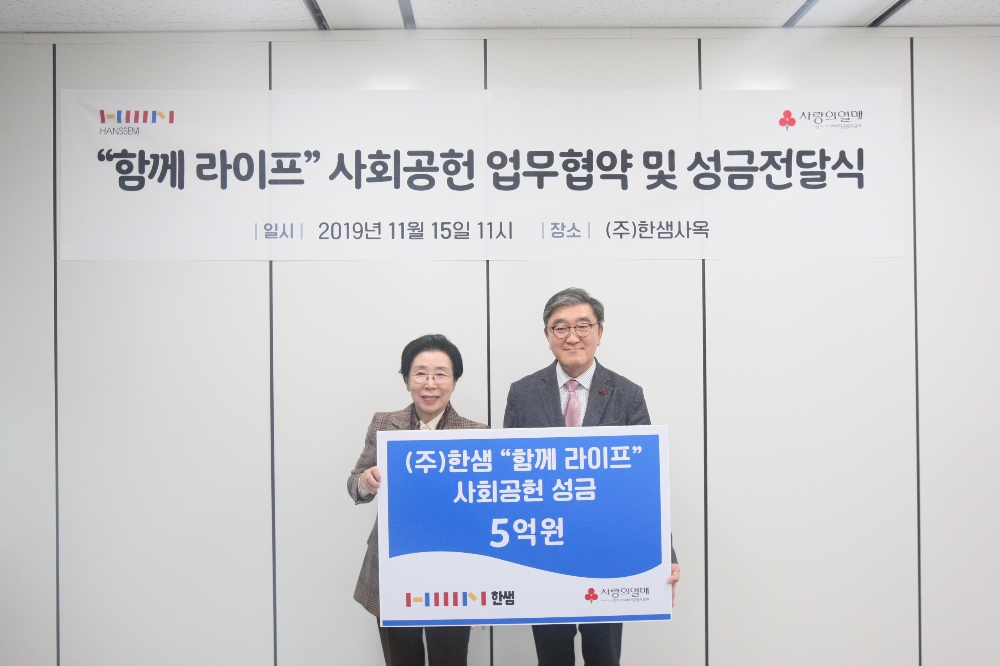 HANSSEM
사랑의열매
“함께 라이프” 사회공헌 업무협약 및 성금전달식
|일시| 2019년 11월 15일 11시 |장소| (주)한샘사옥
(주)한샘 “함께 라이프”
사회공헌 성금
5억원
한샘
사랑의열매